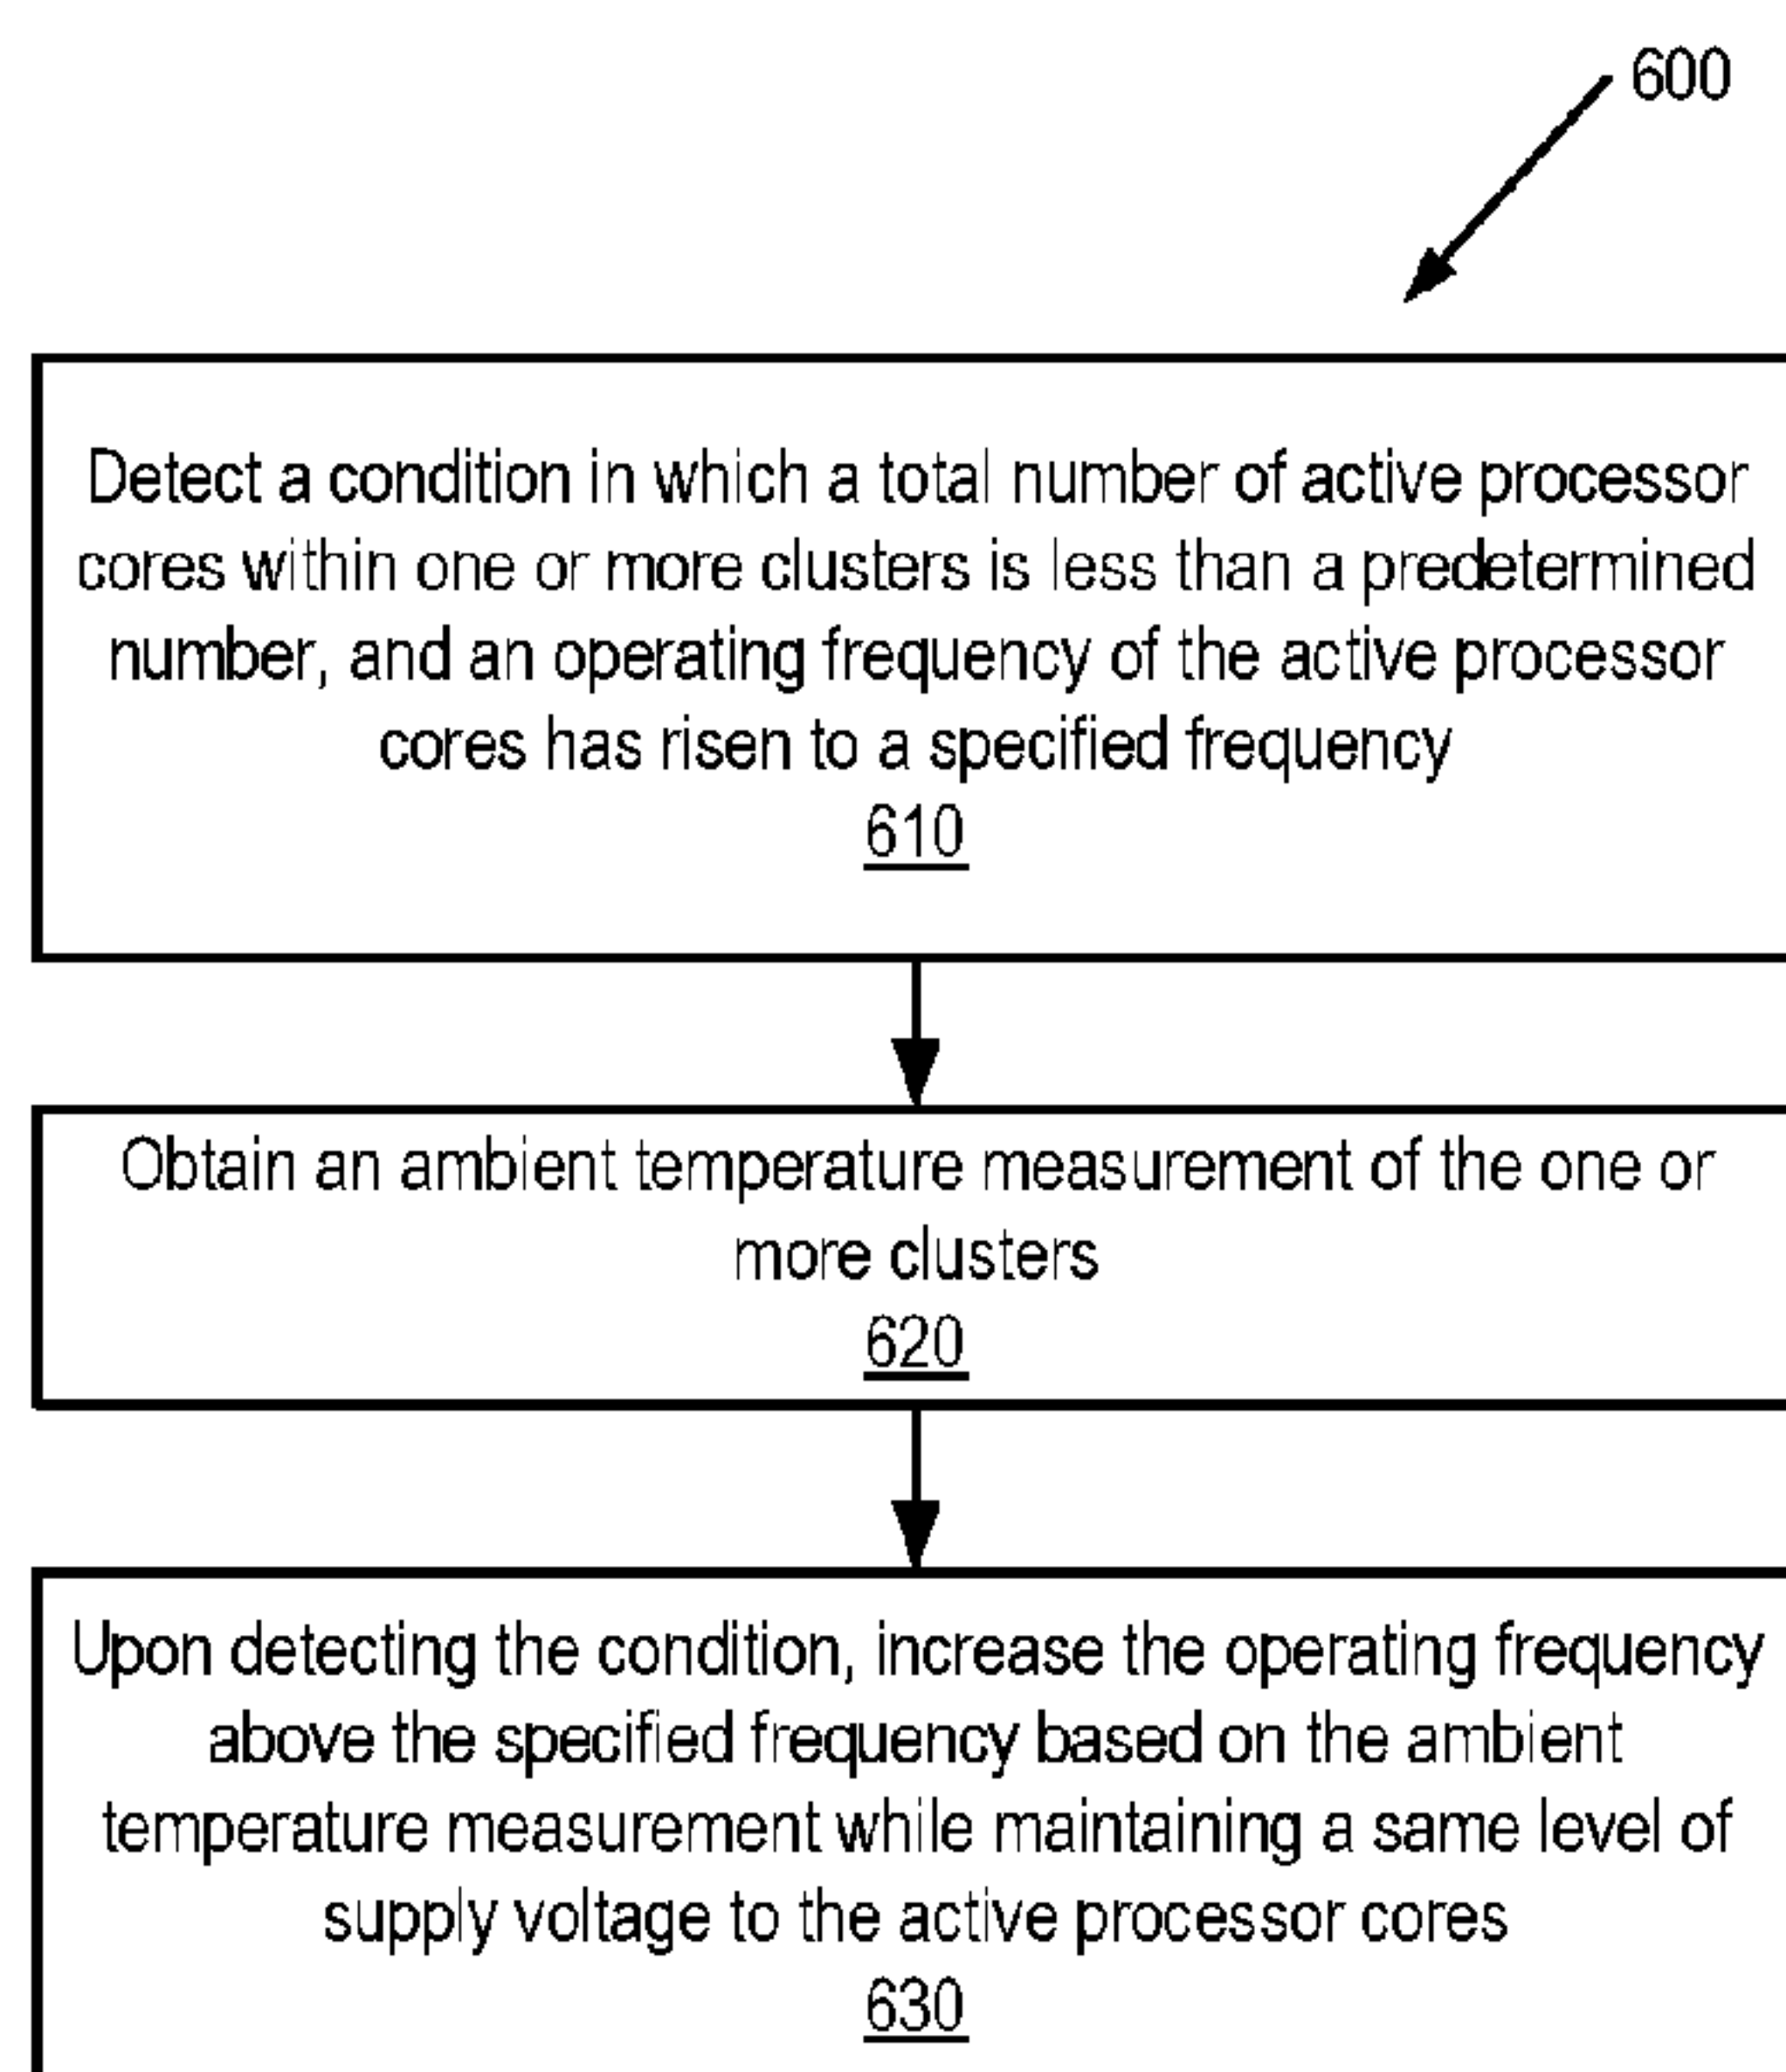 600
Detect a condition in which a total number of active processor
cores within one or more clusters is less than a predetermined
number, and an operating frequency of the active processor
cores has risen to a specified frequency
610
Obtain an ambient temperature measurement of the one or
more clusters
620
Upon detecting the condition, increase the operating frequency
above the specified frequency based on the ambient
temperature measurement while maintaining a same level of
supply voltage to the active processor cores
630